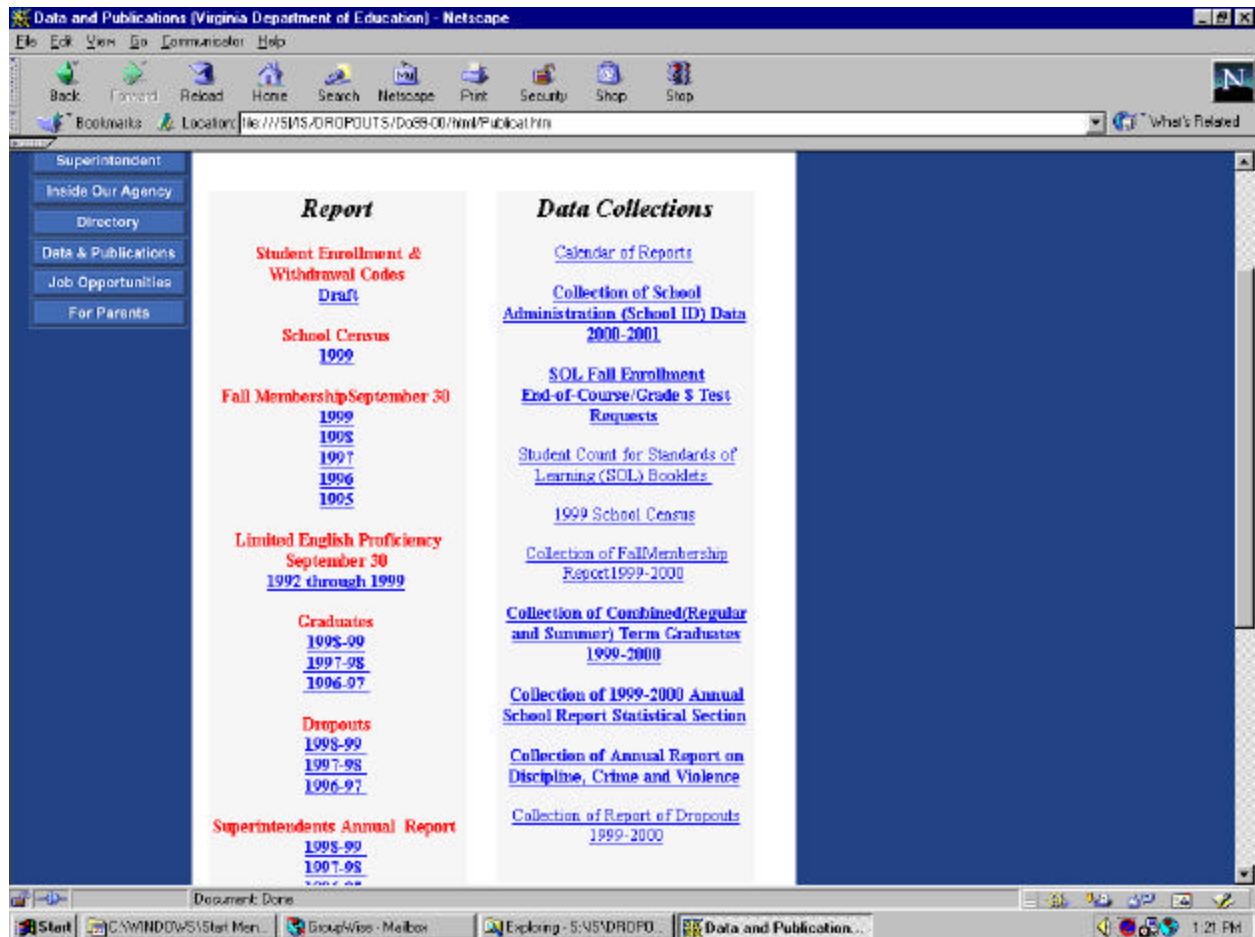 Data and Publications (Virginia Department of Education) - Netscape
File Edit View Go Communicator Help
Back Forward Reload Home Search Netscape Print Security Shop Stop
N
Bookmarks Location: What's Related
Superintendent
Inside Our Agency
Directory
Data & Publications
Job Opportunities
For Parents
Report
Student Enrollment &
Withdrawal Codes
Draft
School Census
1999
Fall MembershipSeptember 30
1999
1998
1997
1996
1995
Limited English Proficiency
September 30
1992 through 1999
Graduates
1998-99
1997-98
1996-97
Dropouts
1998-99
1997-98
1996-97
Superintendents Annual Report
1998-99
1997-98
Data Collections
Calendar of Reports
Collection of School
Administration (School ID) Data
2000-2001
SOL Fall Enrollment
End-of-Course/Grade 8 Test
Requests
Student Count for Standards of
Learning (SOL) Booklets
1999 School Census
Collection of FallMembership
Report1999-2000
Collection of Combined(Regular
and Summer) Term Graduates
1999-2000
Collection of 1999-2000 Annual
School Report Statistical Section
Collection of Annual Report on
Discipline, Crime and Violence
Collection of Report of Dropouts
1999-2000
Document: Done
Start C:\WINDOWS\Start Men... GroupWise - Mailbox Exploring - Data and Publication... 1:21 PM